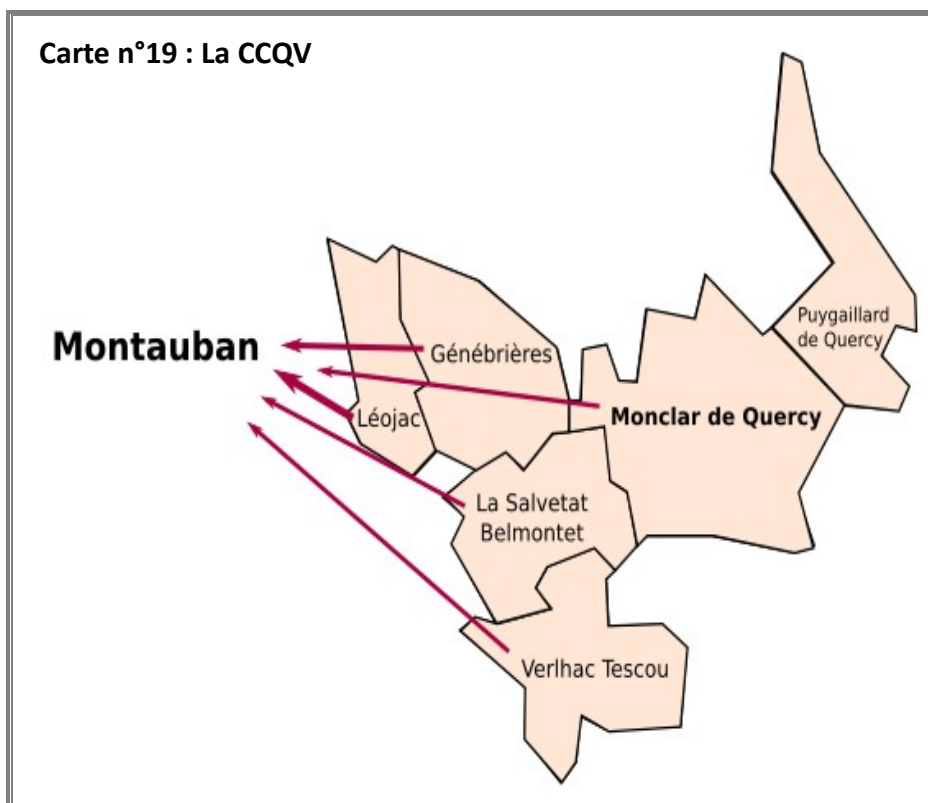 Carte n°19 : La CCQV
Puygaillard
de Quercy
Montauban
Génébrières
Léojac
Monclar de Quercy
La Salvetat
Belmontet
Verlhac Tescou